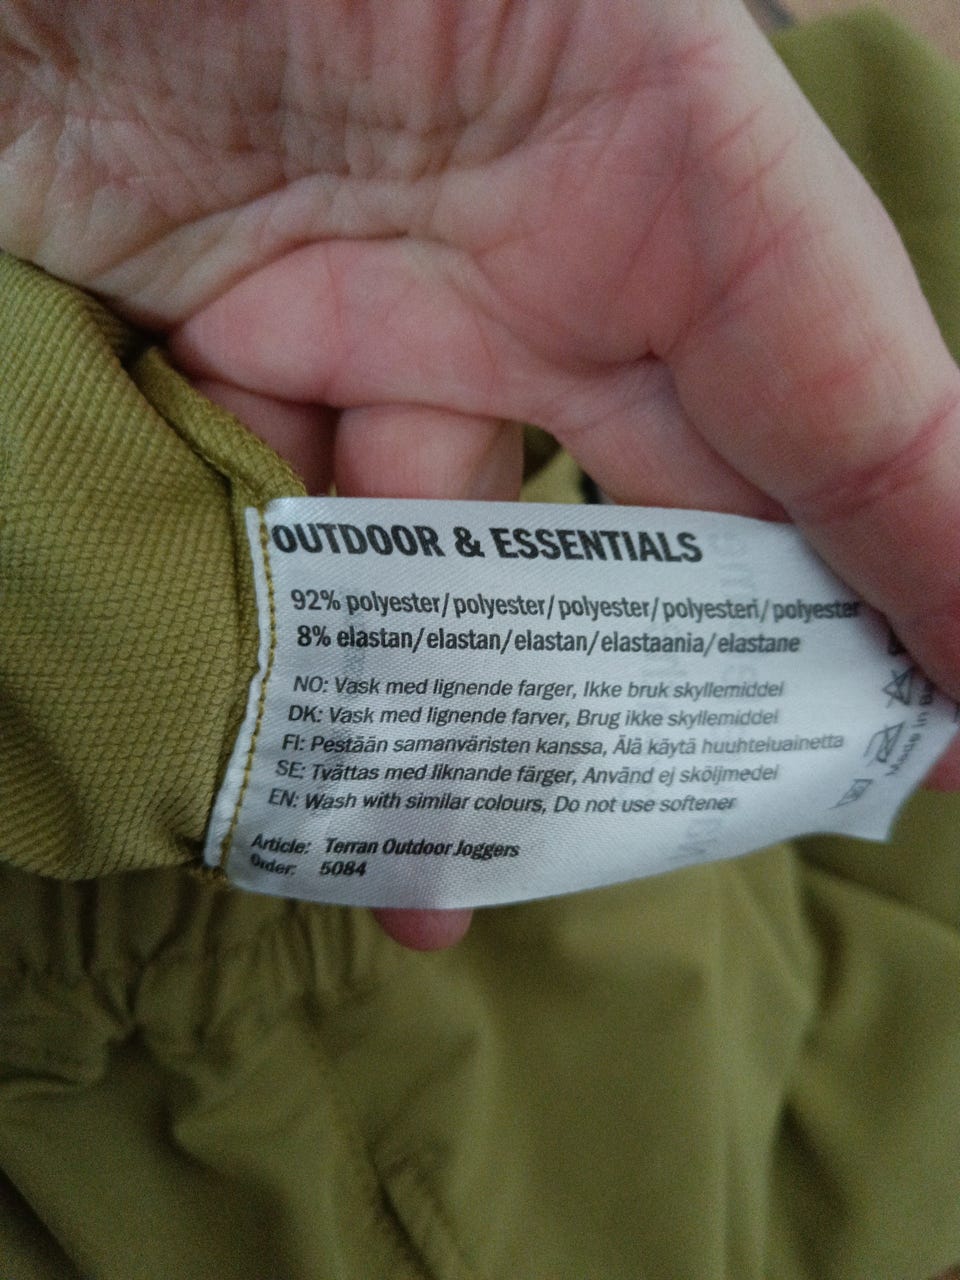 OUTDOOR & ESSENTIALS
92% polyester/polyester/polyester/polyesteri/polyester
8% elastan/elastan/elastan/elastaania/elastane
NO: Vask med lignende farger, Ikke bruk skyllemiddel
DK: Vask med lignende farver, Brug ikke skyllemiddel
FI: Pestään samanväristen kanssa, Älä käytä huuhteluainetta
SE: Tvättas med liknande färger, Använd ej sköljmedel
EN: Wash with similar colours, Do not use softener
Article: Terran Outdoor Joggers
Order: 5084
Made in